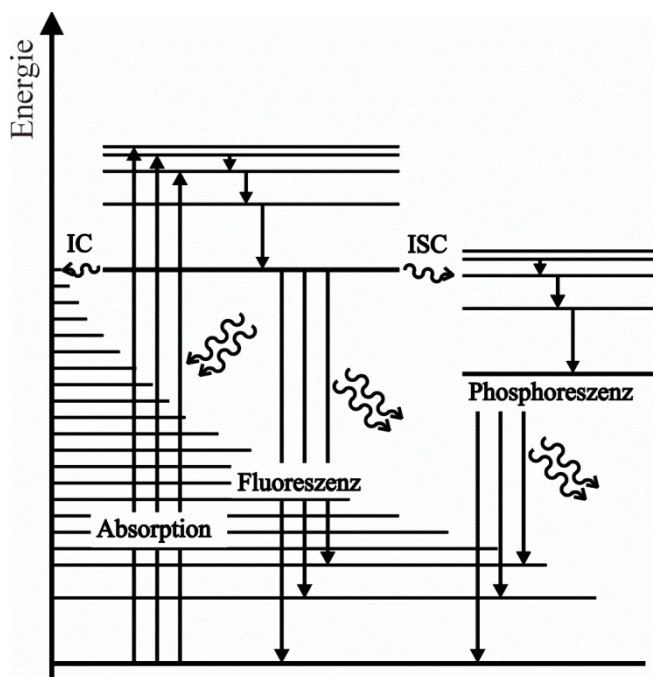 Energie
IC
ISC
Phosphoreszenz
Fluoreszenz
Absorption